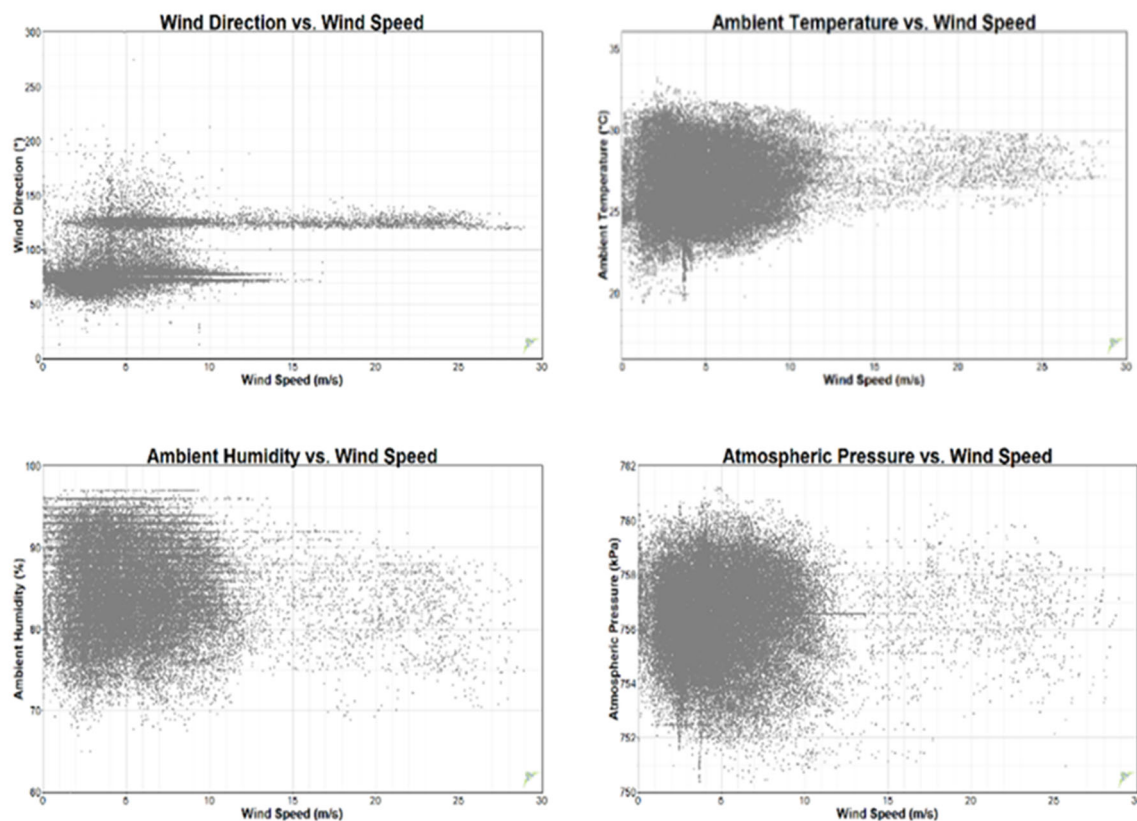 Wind Direction vs. Wind Speed
300
250
200
150
100
50
0
Wind Direction (°)
0 5 10 15 20 25 30
Wind Speed (m/s)
Ambient Temperature vs. Wind Speed
35
30
25
20
Ambient Temperature (°C)
0 5 10 15 20 25 30
Wind Speed (m/s)
Ambient Humidity vs. Wind Speed
100
90
80
70
60
Ambient Humidity (%)
0 5 10 15 20 25 30
Wind Speed (m/s)
Atmospheric Pressure vs. Wind Speed
762
760
758
756
754
752
750
Atmospheric Pressure (kPa)
0 5 10 15 20 25 30
Wind Speed (m/s)